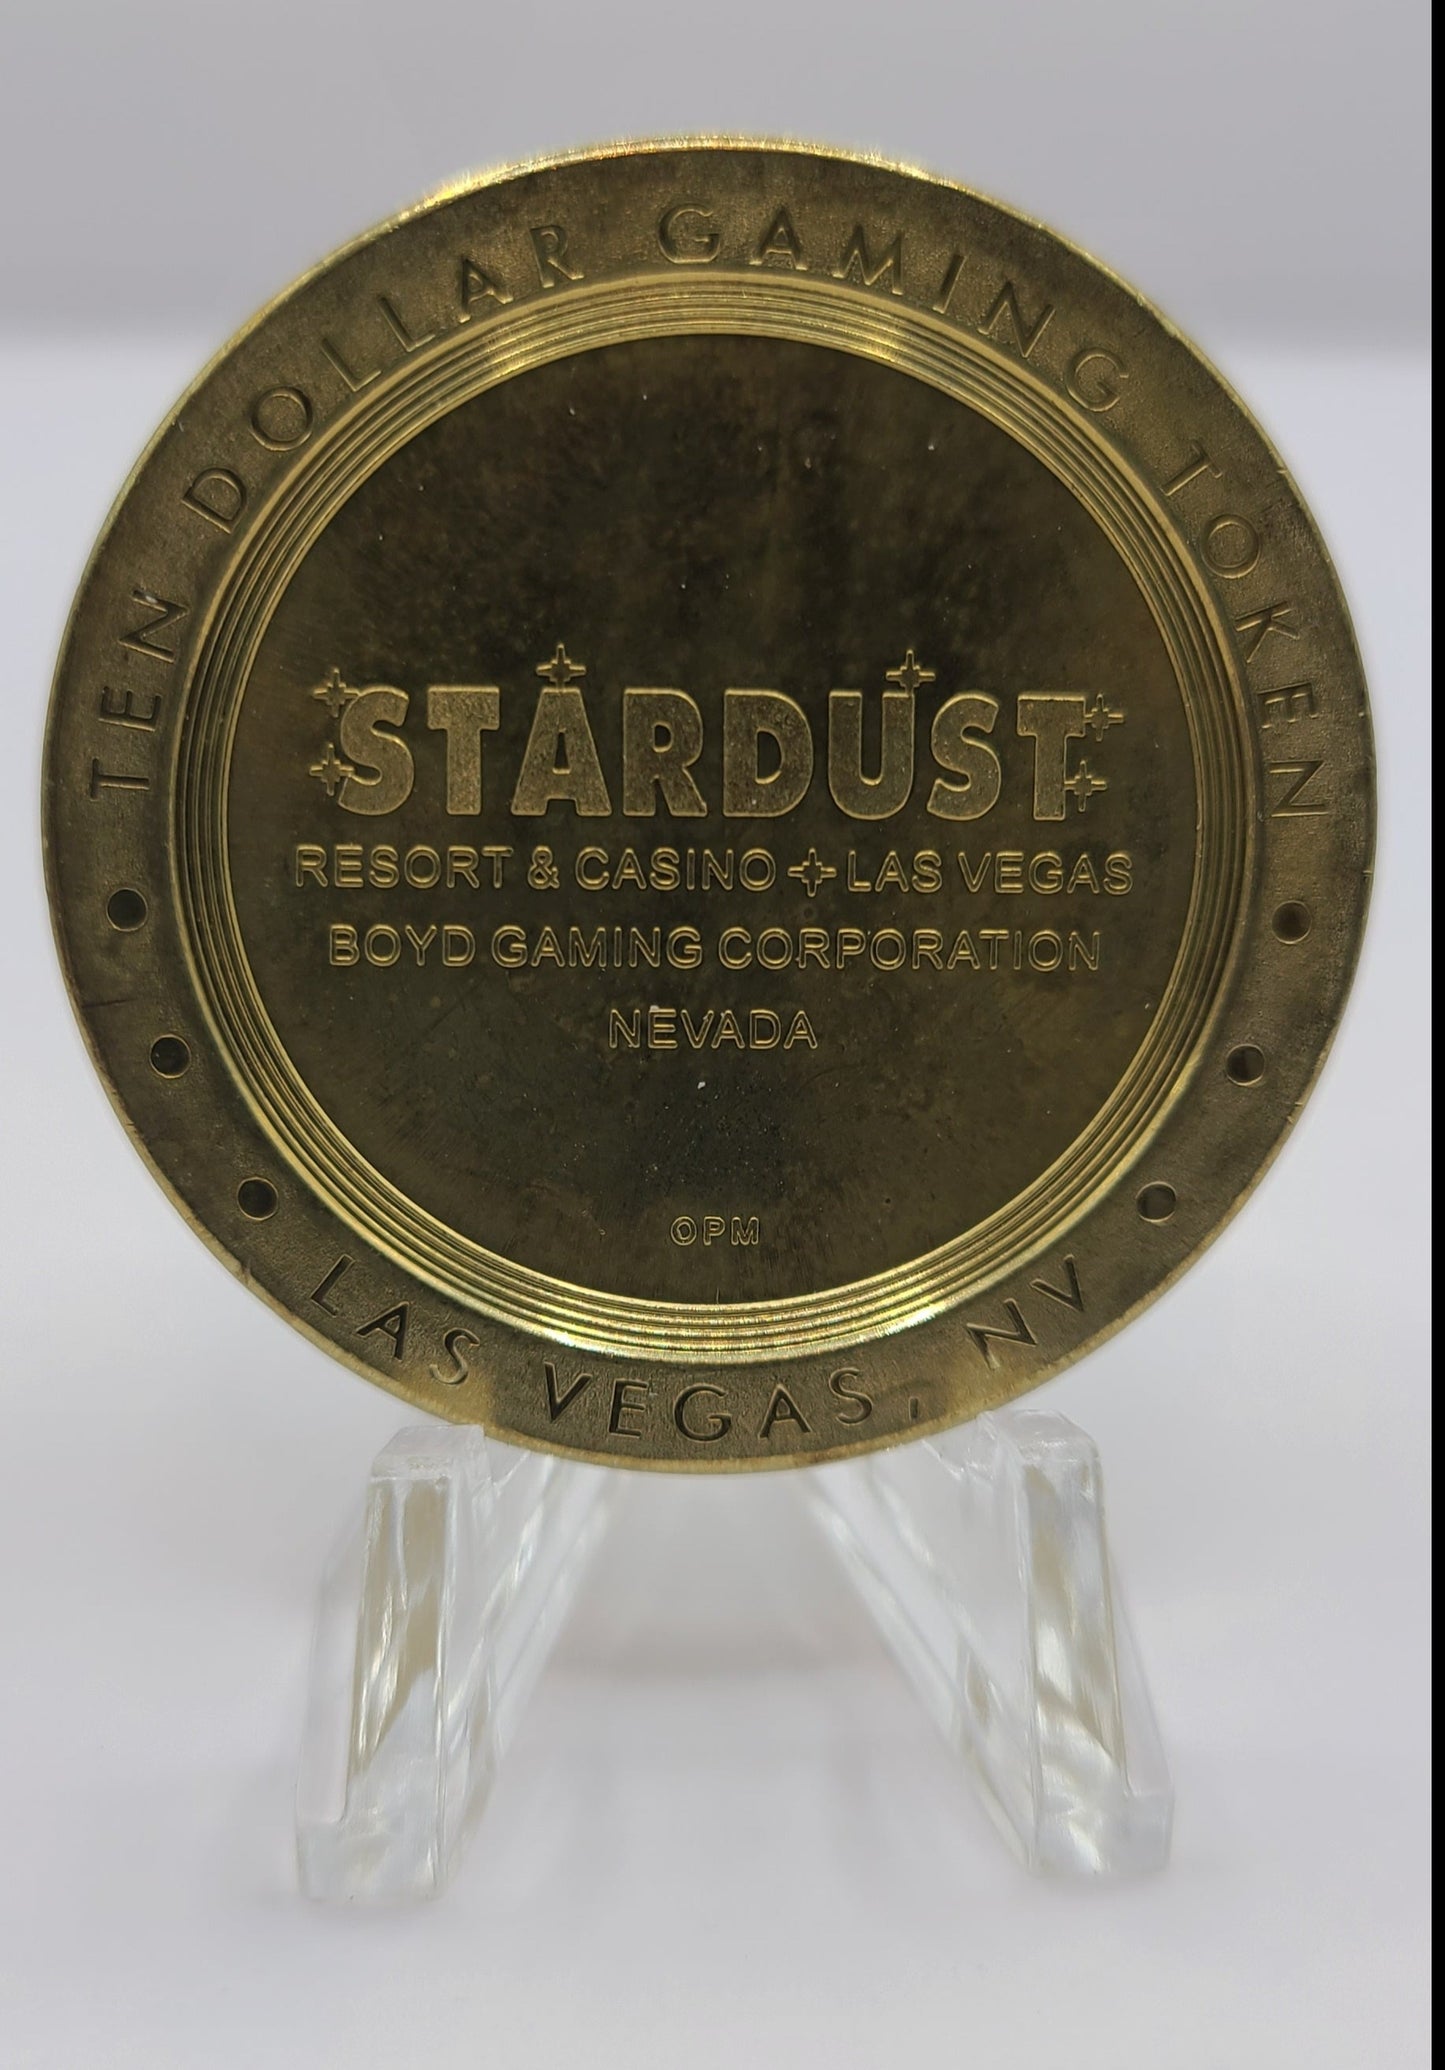 TEN DOLLAR GAMING TOKEN
STARDUST
RESORT & CASINO LAS VEGAS
BOYD GAMING CORPORATION
NEVADA
OPM
LAS VEGAS, NV